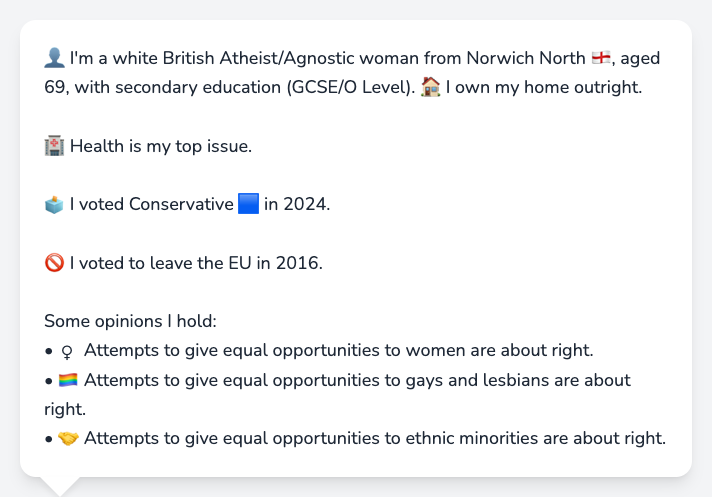 👤 I'm a white British Atheist/Agnostic woman from Norwich North 🏴󠁧󠁢󠁥󠁮󠁧󠁿, aged
69, with secondary education (GCSE/O Level). 🏠 I own my home outright.
🏥 Health is my top issue.
🗳️ I voted Conservative 🟦 in 2024.
🚫 I voted to leave the EU in 2016.
Some opinions I hold:
• ♀ Attempts to give equal opportunities to women are about right.
• 🏳️‍🌈 Attempts to give equal opportunities to gays and lesbians are about
right.
• 🤝 Attempts to give equal opportunities to ethnic minorities are about right.